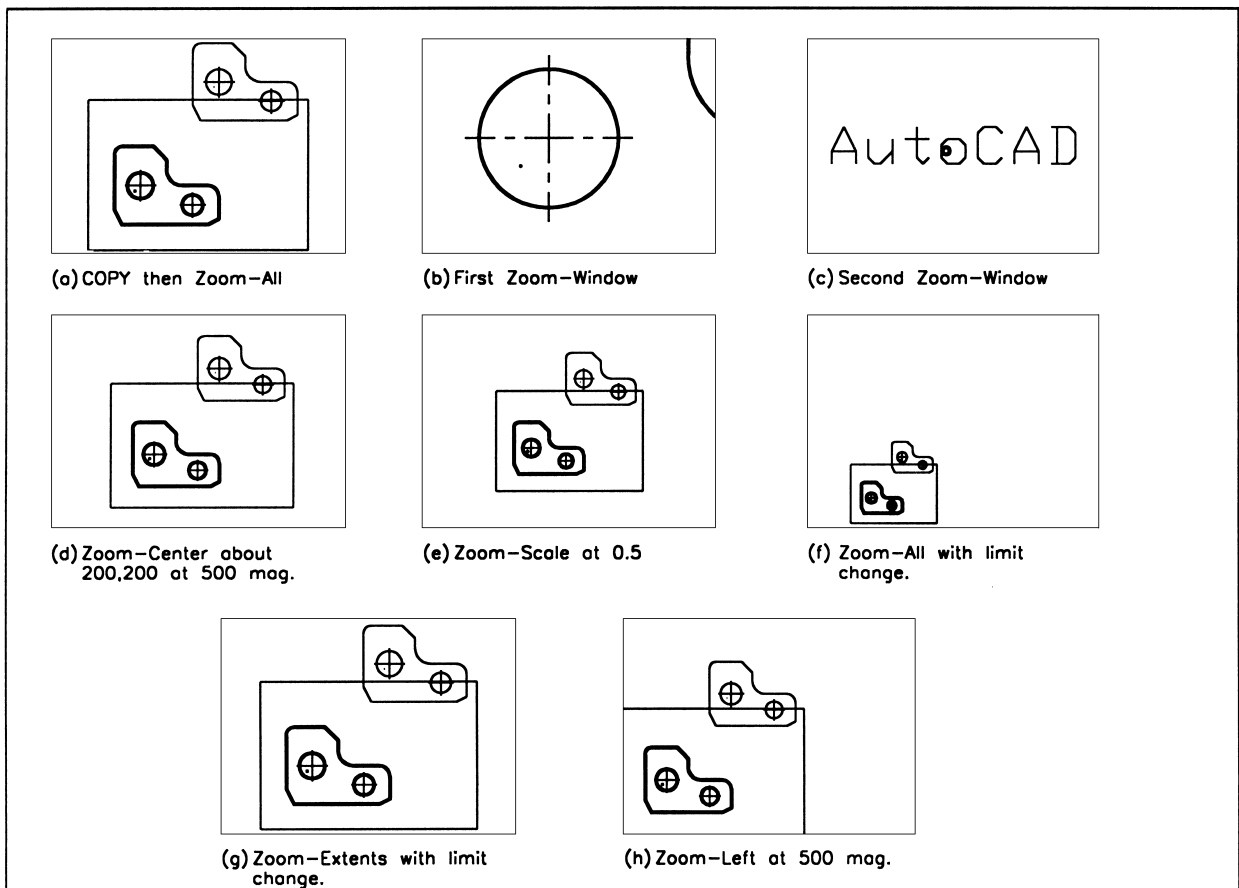 (a) COPY then Zoom-All
(b) First Zoom-Window
AutoCAD
(c) Second Zoom-Window
(d) Zoom-Center about
200,200 at 500 mag.
(e) Zoom-Scale at 0.5
(f) Zoom-All with limit
change.
(g) Zoom-Extents with limit
change.
(h) Zoom-Left at 500 mag.